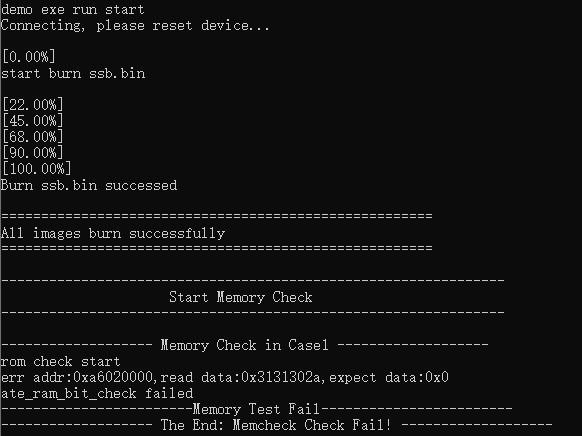 demo exe run start
Connecting, please reset device...
[0.00%]
start burn ssb.bin
[22.00%]
[45.00%]
[68.00%]
[90.00%]
[100.00%]
Burn ssb.bin successed
======================================================
All images burn successfully
======================================================
---------------------------------------------------------------
Start Memory Check
---------------------------------------------------------------
------------------- Memory Check in Case1 -------------------
rom check start
err addr:0xa6020000,read data:0x3131302a,expect data:0x0
ate_ram_bit_check failed
------------------------Memory Test Fail------------------------
------------------- The End: Memcheck Check Fail! -------------------